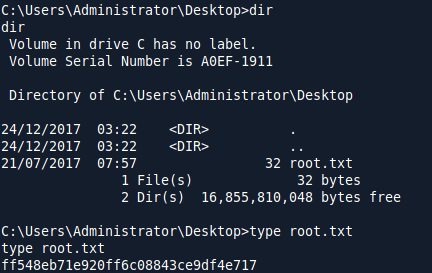 C:\Users\Administrator\Desktop>dir
dir
 Volume in drive C has no label.
 Volume Serial Number is A0EF-1911

 Directory of C:\Users\Administrator\Desktop

24/12/2017  03:22    <DIR>          .
24/12/2017  03:22    <DIR>          ..
21/07/2017  07:57                32 root.txt
               1 File(s)             32 bytes
               2 Dir(s)  16,855,810,048 bytes free

C:\Users\Administrator\Desktop>type root.txt
type root.txt
ff548eb71e920ff6c08843ce9df4e717